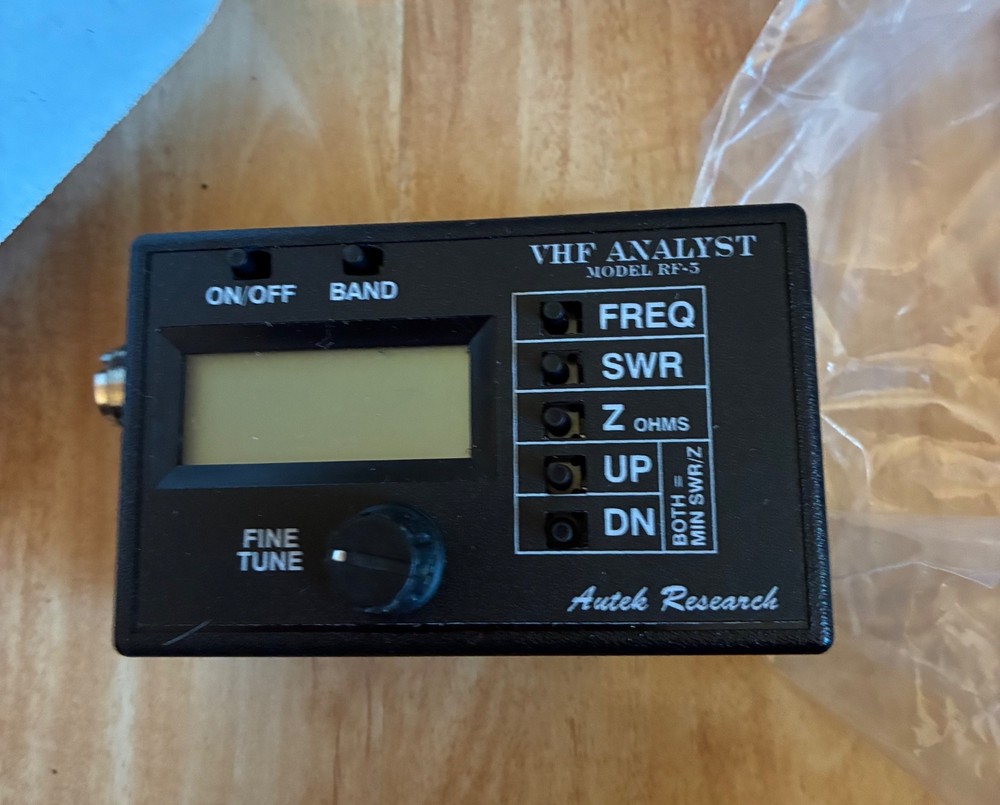 VHF ANALYST
MODEL RF-5
ON/OFF
BAND
FREQ
SWR
Z OHMS
UP
DN
BOTH =
MIN SWR/Z
FINE
TUNE
Autek Research